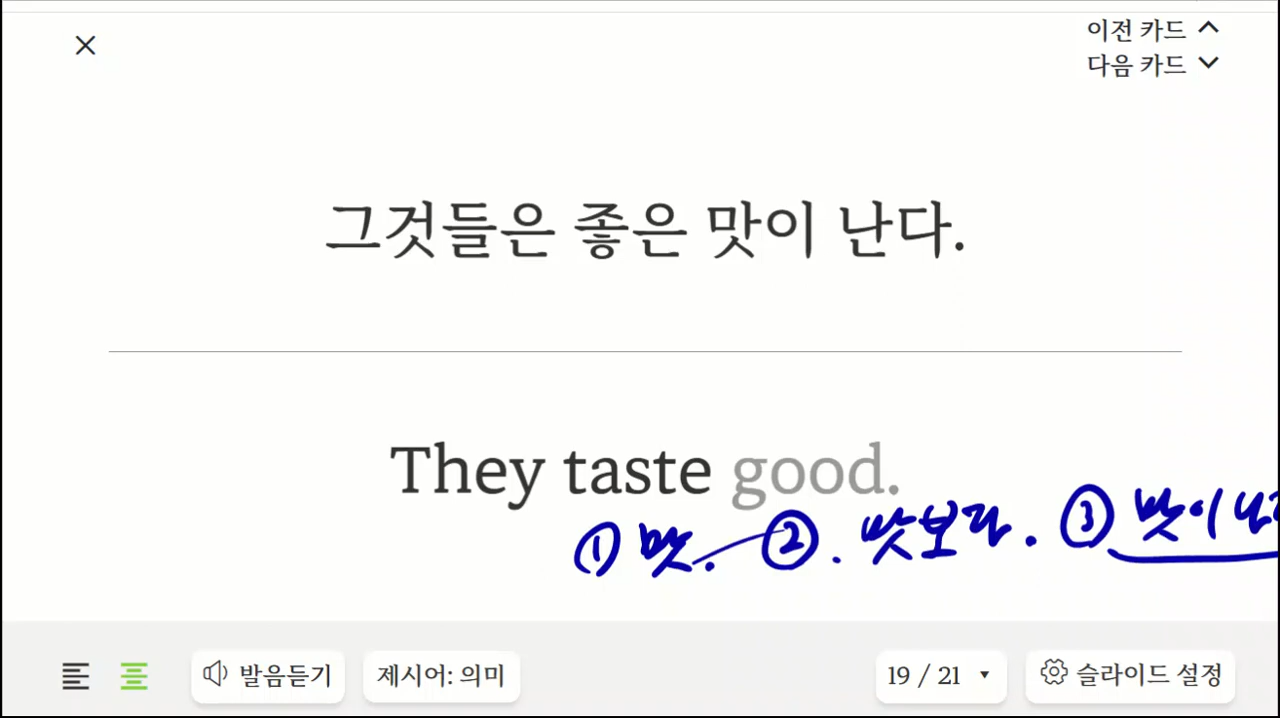 이전 카드
다음 카드
그것들은 좋은 맛이 난다.
They taste good.
① 맛. ②. 맛보다. ③ 맛이
발음듣기 제시어: 의미 19 / 21 슬라이드 설정